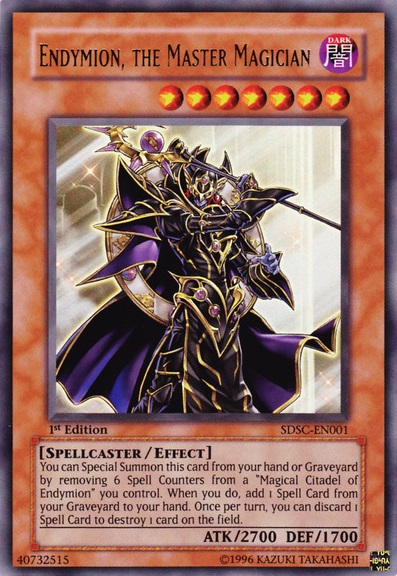 ENDYMION, THE MASTER MAGICIAN
DARK
闇
1st Edition
SDSC-EN001
[SPELLCASTER / EFFECT]
You can Special Summon this card from your hand or Graveyard
by removing 6 Spell Counters from a "Magical Citadel of
Endymion" you control. When you do, add 1 Spell Card from
your Graveyard to your hand. Once per turn, you can discard 1
Spell Card to destroy 1 card on the field.
ATK/2700 DEF/1700
40732515
©1996 KAZUKI TAKAHASHI